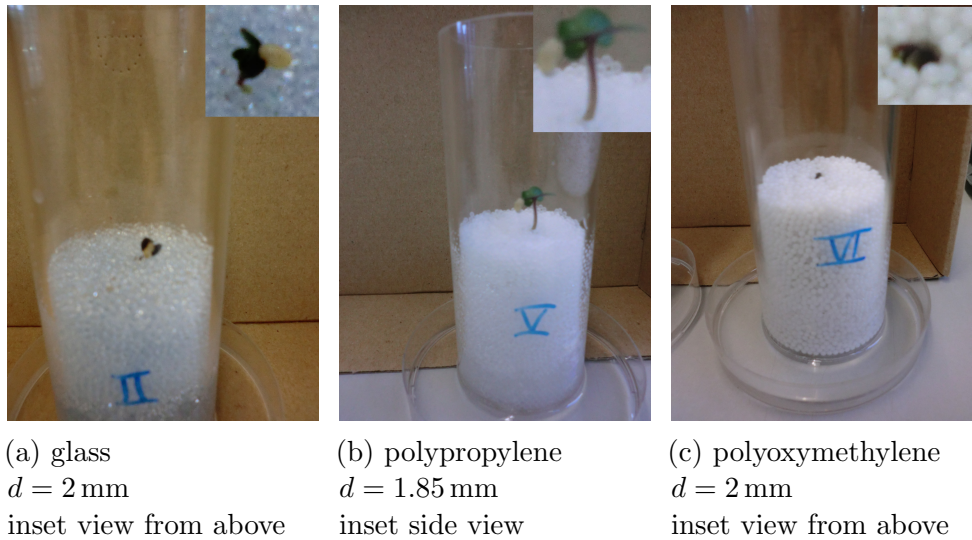 II
V
VI
(a) glass
d = 2 mm
inset view from above
(b) polypropylene
d = 1.85 mm
inset side view
(c) polyoxymethylene
d = 2 mm
inset view from above